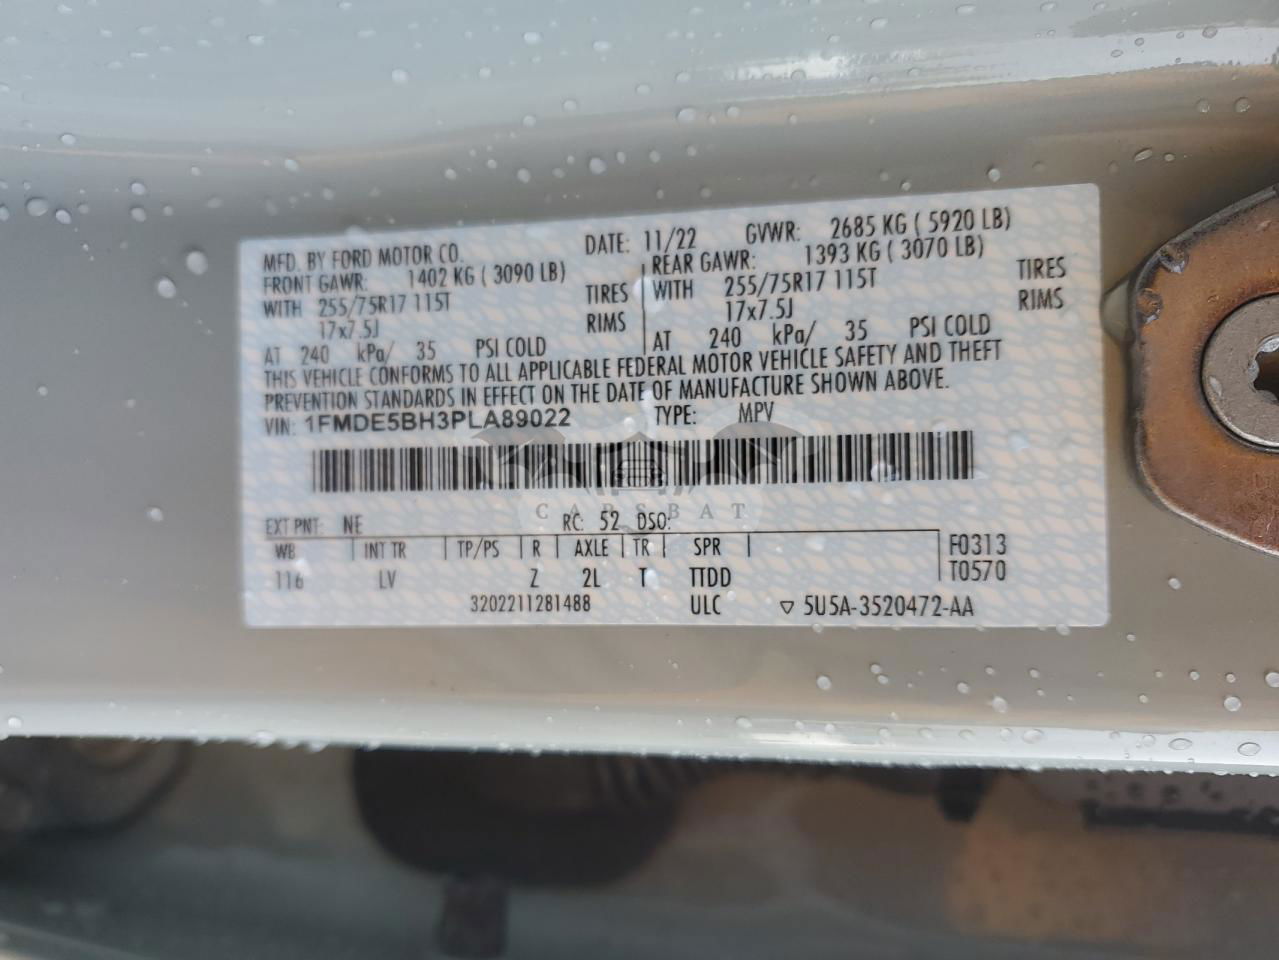 MFD. BY FORD MOTOR CO. DATE: 11/22 GVWR: 2685 KG ( 5920 LB)
FRONT GAWR: 1402 KG ( 3090 LB) REAR GAWR: 1393 KG ( 3070 LB)
WITH 255/75R17 115T TIRES WITH 255/75R17 115T TIRES
17x7.5J RIMS 17x7.5J RIMS
AT 240 kPa/ 35 PSI COLD AT 240 kPa/ 35 PSI COLD
THIS VEHICLE CONFORMS TO ALL APPLICABLE FEDERAL MOTOR VEHICLE SAFETY AND THEFT
PREVENTION STANDARDS IN EFFECT ON THE DATE OF MANUFACTURE SHOWN ABOVE.
VIN: 1FMDE5BH3PLA89022 TYPE: MPV
CARSBAT
EXT PNT: NE RC: 52 DSO:
WB INT TR TP/PS R AXLE TR SPR F0313
116 LV Z 2L T TTDD T0570
3202211281488 ULC ▽ 5U5A-3520472-AA